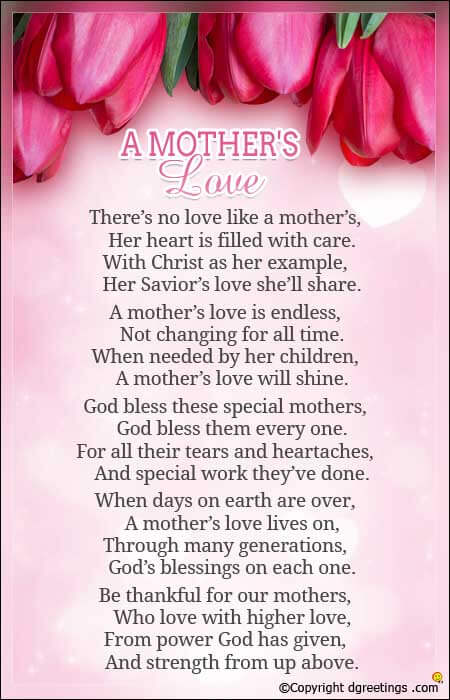 A MOTHER'S
Love
There’s no love like a mother’s,
Her heart is filled with care.
With Christ as her example,
Her Savior’s love she’ll share.
A mother’s love is endless,
Not changing for all time.
When needed by her children,
A mother’s love will shine.
God bless these special mothers,
God bless them every one.
For all their tears and heartaches,
And special work they’ve done.
When days on earth are over,
A mother’s love lives on,
Through many generations,
God’s blessings on each one.
Be thankful for our mothers,
Who love with higher love,
From power God has given,
And strength from up above.
©Copyright dgreetings .com